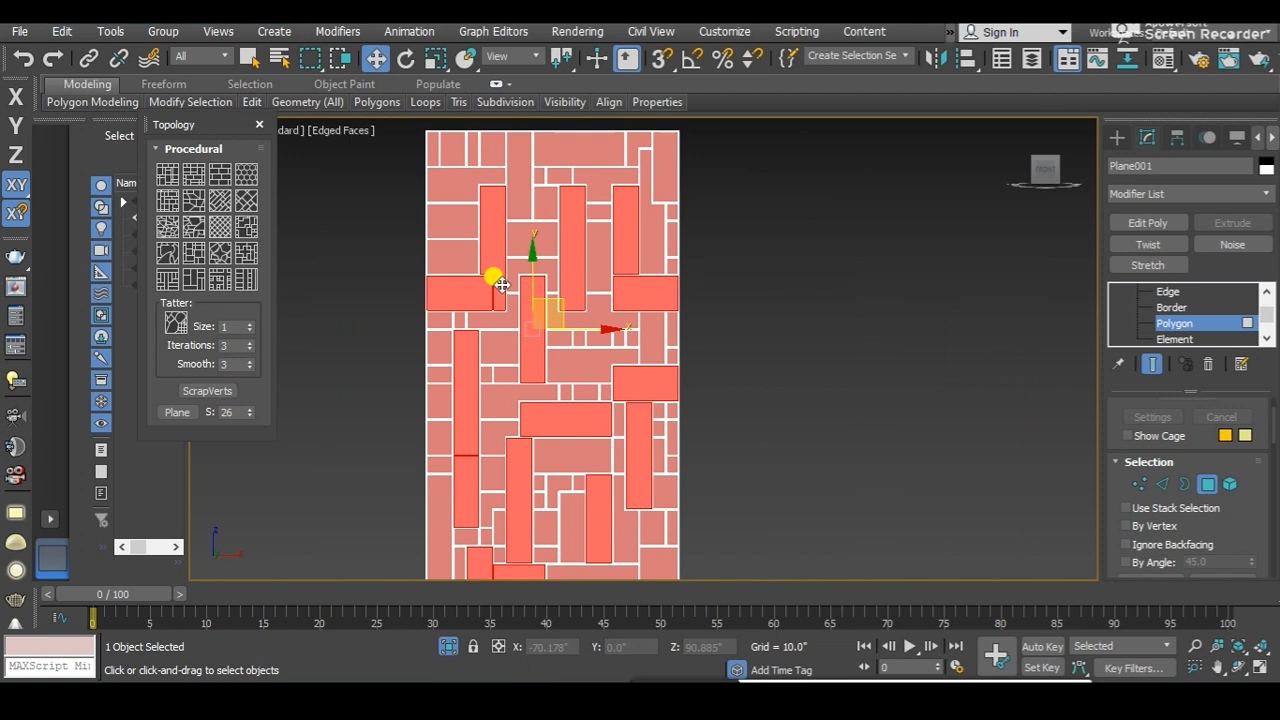 File Edit Tools Group Views Create Modifiers Animation Graph Editors Rendering Civil View Customize Scripting Content » Sign In
Screen Recorder
All View Create Selection Se
Modeling Freeform Selection Object Paint Populate
Polygon Modeling Modify Selection Edit Geometry (All) Polygons Loops Tris Subdivision Visibility Align Properties
X
Y
Z
XY
XY
Select
Topology
dard ] [Edged Faces ]
Procedural
Nam
Tatter:
Size: 1
Iterations: 3
Smooth: 3
ScrapVerts
Plane S: 26
FRONT
y
x
z
Plane001
Modifier List
Edit Poly Extrude
Twist Noise
Stretch
Edge
Border
Polygon
Element
Settings Cancel
Show Cage
Selection
Use Stack Selection
By Vertex
Ignore Backfacing
By Angle: 45.0
< 0 / 100 >
0 5 10 15 20 25 30 35 40 45 50 55 60 65 70 75 80 85 90 95 100
1 Object Selected X: -70.178" Y: 0.0" Z: 90.885" Grid = 10.0" Auto Key Selected
MAXScript Mi Click or click-and-drag to select objects Add Time Tag 0 Set Key Key Filters...